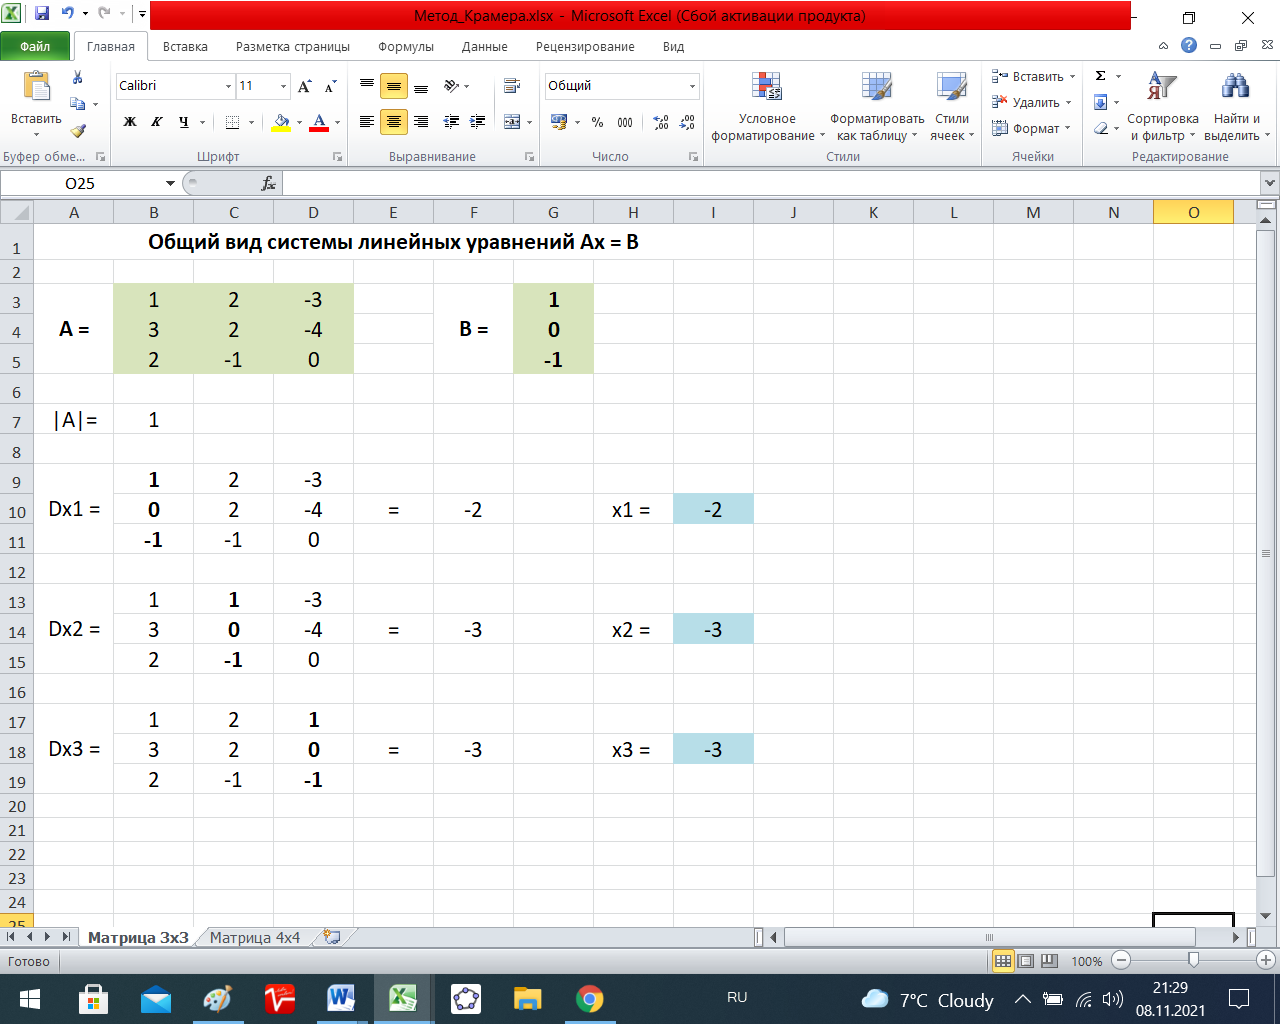 Метод_Крамера.xlsx - Microsoft Excel (Сбой активации продукта)
Файл Главная Вставка Разметка страницы Формулы Данные Рецензирование Вид
Calibri 11 Общий
Вставить Ж К Ч % 000 Условное форматирование Форматировать как таблицу Стили ячеек Вставить Удалить Формат Σ Сортировка и фильтр Найти и выделить
Буфер обме... Шрифт Выравнивание Число Стили Ячейки Редактирование
O25 fx
A B C D E F G H I J K L M N O
1 Общий вид системы линейных уравнений Ax = B
2
3 1 2 -3 1
4 A = 3 2 -4 B = 0
5 2 -1 0 -1
6
7 |A|= 1
8
9 1 2 -3
10 Dx1 = 0 2 -4 = -2 x1 = -2
11 -1 -1 0
12
13 1 1 -3
14 Dx2 = 3 0 -4 = -3 x2 = -3
15 2 -1 0
16
17 1 2 1
18 Dx3 = 3 2 0 = -3 x3 = -3
19 2 -1 -1
20
21
22
23
24
25
Матрица 3x3 Матрица 4x4
Готово 100%
7°C Cloudy
RU
21:29
08.11.2021